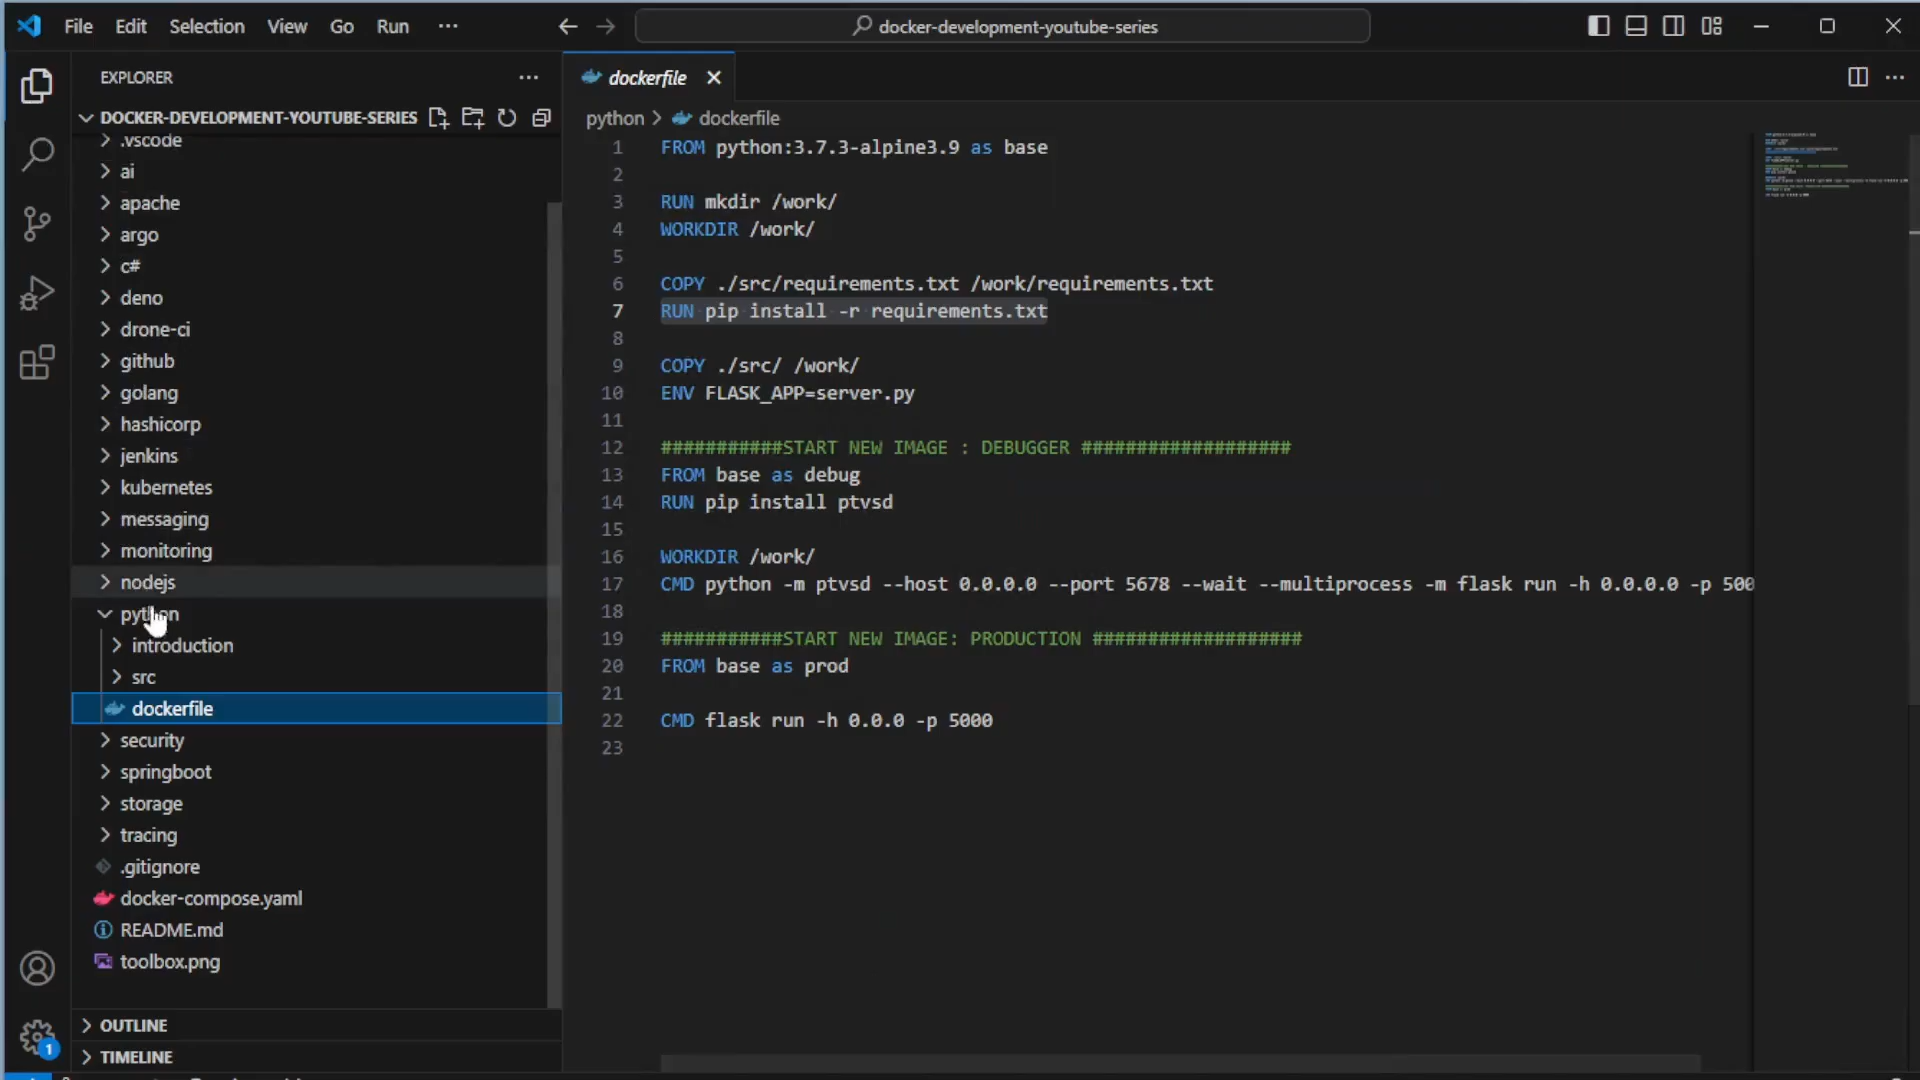 File Edit Selection View Go Run ...
docker-development-youtube-series
EXPLORER
DOCKER-DEVELOPMENT-YOUTUBE-SERIES
.vscode
ai
apache
argo
c#
deno
drone-ci
github
golang
hashicorp
jenkins
kubernetes
messaging
monitoring
nodejs
python
introduction
src
dockerfile
security
springboot
storage
tracing
.gitignore
docker-compose.yaml
README.md
toolbox.png
OUTLINE
TIMELINE
1
dockerfile
python > dockerfile
1 FROM python:3.7.3-alpine3.9 as base
2
3 RUN mkdir /work/
4 WORKDIR /work/
5
6 COPY ./src/requirements.txt /work/requirements.txt
7 RUN pip install -r requirements.txt
8
9 COPY ./src/ /work/
10 ENV FLASK_APP=server.py
11
12 ###########START NEW IMAGE : DEBUGGER ###################
13 FROM base as debug
14 RUN pip install ptvsd
15
16 WORKDIR /work/
17 CMD python -m ptvsd --host 0.0.0.0 --port 5678 --wait --multiprocess -m flask run -h 0.0.0.0 -p 500
18
19 ###########START NEW IMAGE: PRODUCTION ###################
20 FROM base as prod
21
22 CMD flask run -h 0.0.0 -p 5000
23